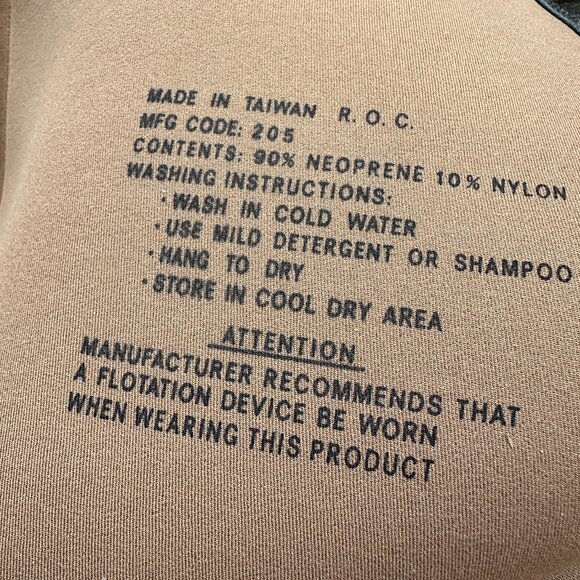 MADE IN TAIWAN R. O. C.
MFG CODE: 205
CONTENTS: 90% NEOPRENE 10% NYLON
WASHING INSTRUCTIONS:
· WASH IN COLD WATER
· USE MILD DETERGENT OR SHAMPOO
· HANG TO DRY
· STORE IN COOL DRY AREA
ATTENTION
MANUFACTURER RECOMMENDS THAT
A FLOTATION DEVICE BE WORN
WHEN WEARING THIS PRODUCT